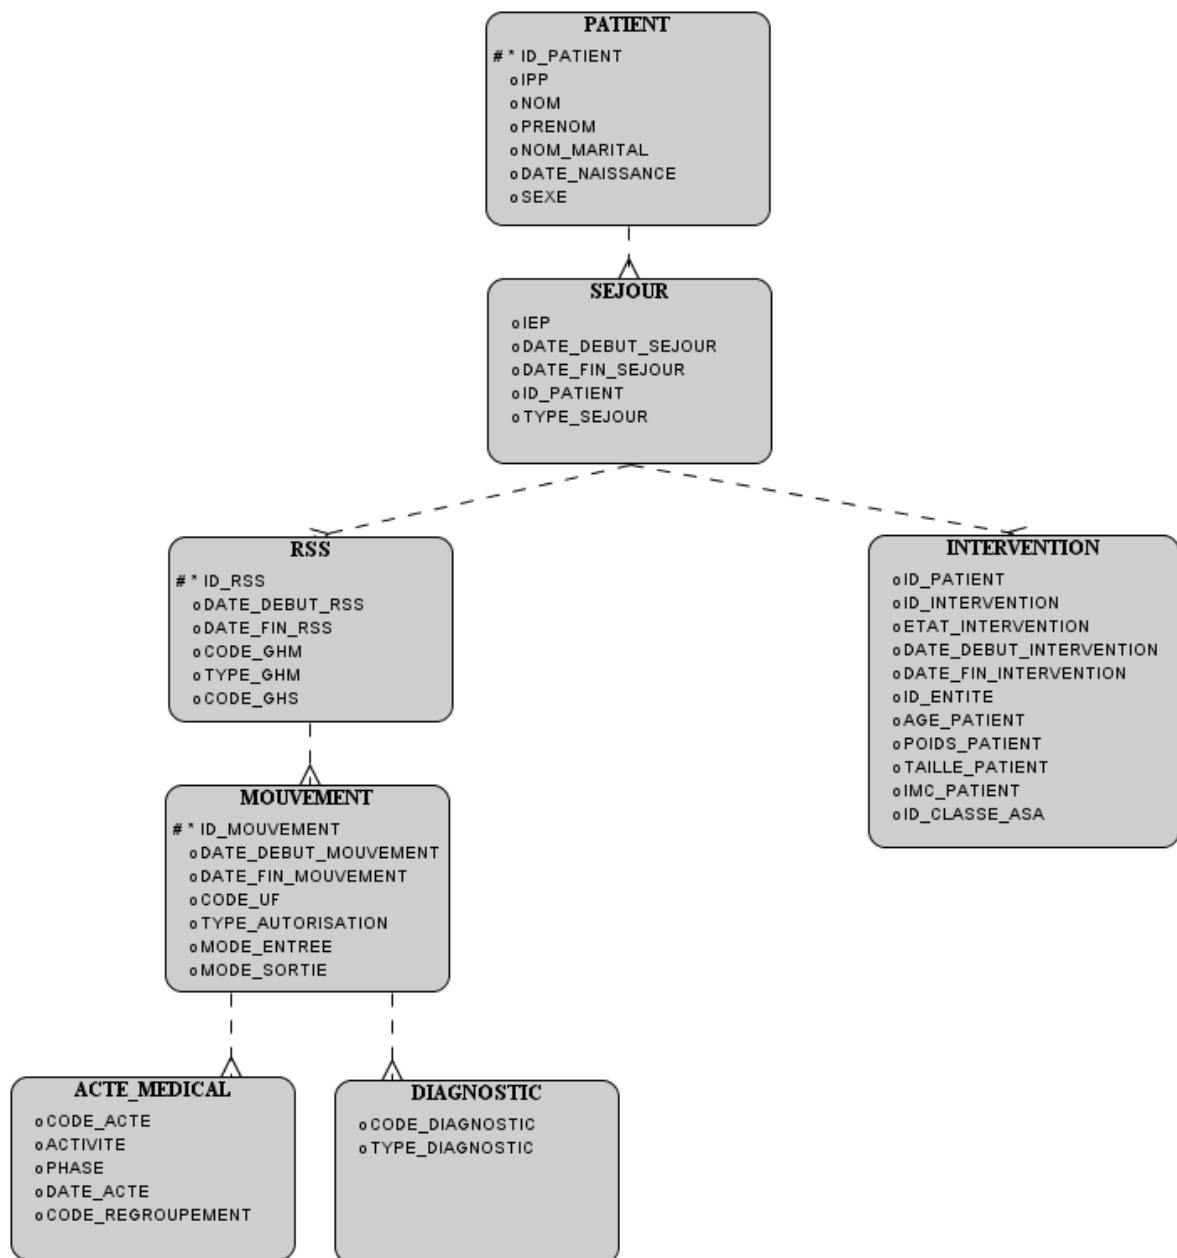 PATIENT
# * ID_PATIENT
o IPP
o NOM
o PRENOM
o NOM_MARITAL
o DATE_NAISSANCE
o SEXE
SEJOUR
o IEP
o DATE_DEBUT_SEJOUR
o DATE_FIN_SEJOUR
o ID_PATIENT
o TYPE_SEJOUR
RSS
# * ID_RSS
o DATE_DEBUT_RSS
o DATE_FIN_RSS
o CODE_GHM
o TYPE_GHM
o CODE_GHS
INTERVENTION
o ID_PATIENT
o ID_INTERVENTION
o ETAT_INTERVENTION
o DATE_DEBUT_INTERVENTION
o DATE_FIN_INTERVENTION
o ID_ENTITE
o AGE_PATIENT
o POIDS_PATIENT
o TAILLE_PATIENT
o IMC_PATIENT
o ID_CLASSE_ASA
MOUVEMENT
# * ID_MOUVEMENT
o DATE_DEBUT_MOUVEMENT
o DATE_FIN_MOUVEMENT
o CODE_UF
o TYPE_AUTORISATION
o MODE_ENTREE
o MODE_SORTIE
ACTE_MEDICAL
o CODE_ACTE
o ACTIVITE
o PHASE
o DATE_ACTE
o CODE_REGROUPEMENT
DIAGNOSTIC
o CODE_DIAGNOSTIC
o TYPE_DIAGNOSTIC